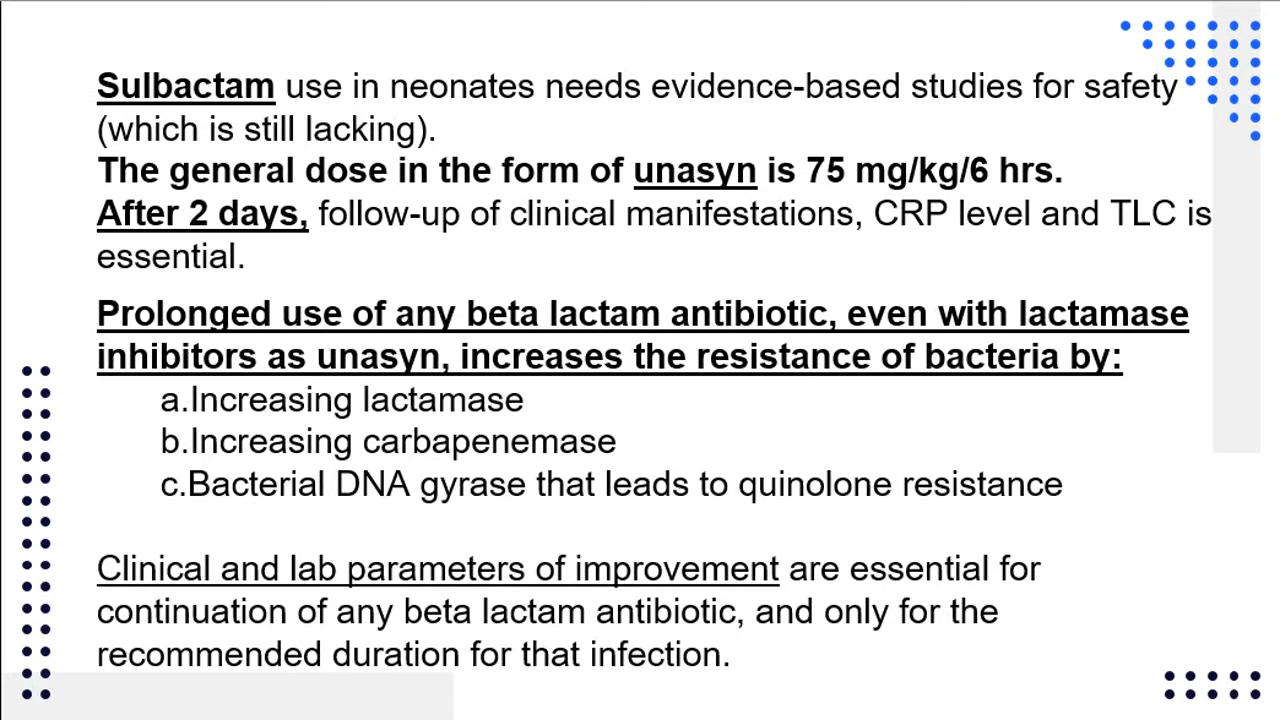 Sulbactam use in neonates needs evidence-based studies for safety
(which is still lacking).
The general dose in the form of unasyn is 75 mg/kg/6 hrs.
After 2 days, follow-up of clinical manifestations, CRP level and TLC is
essential.
Prolonged use of any beta lactam antibiotic, even with lactamase
inhibitors as unasyn, increases the resistance of bacteria by:
a.Increasing lactamase
b.Increasing carbapenemase
c.Bacterial DNA gyrase that leads to quinolone resistance
Clinical and lab parameters of improvement are essential for
continuation of any beta lactam antibiotic, and only for the
recommended duration for that infection.